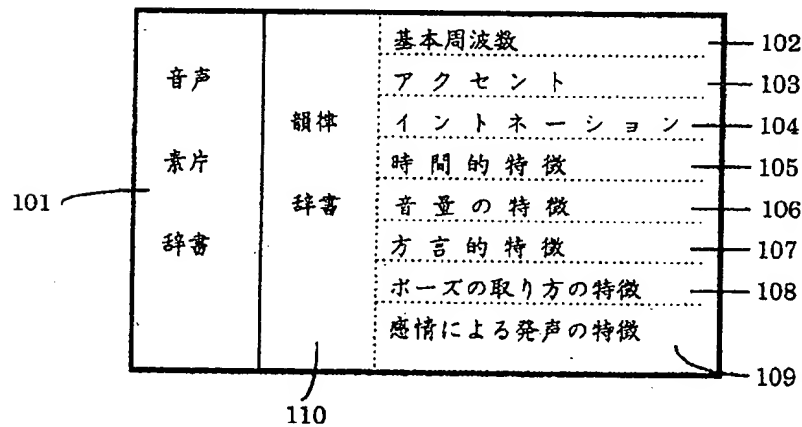 音声
素片
辞書
韻律
辞書
基本周波数
アクセント
イントネーション
時間的特徴
音量の特徴
方言的特徴
ポーズの取り方の特徴
感情による発声の特徴
101
102
103
104
105
106
107
108
109
110